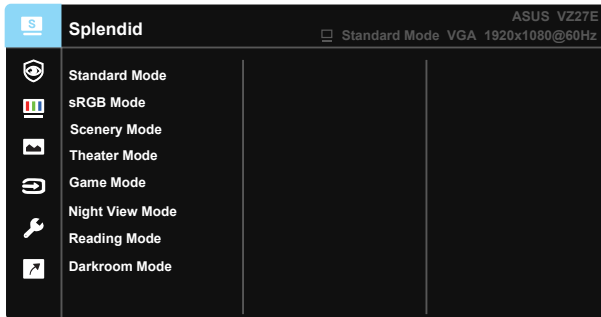 S
Splendid
ASUS VZ27E
Standard Mode VGA 1920x1080@60Hz
Standard Mode
sRGB Mode
Scenery Mode
Theater Mode
Game Mode
Night View Mode
Reading Mode
Darkroom Mode